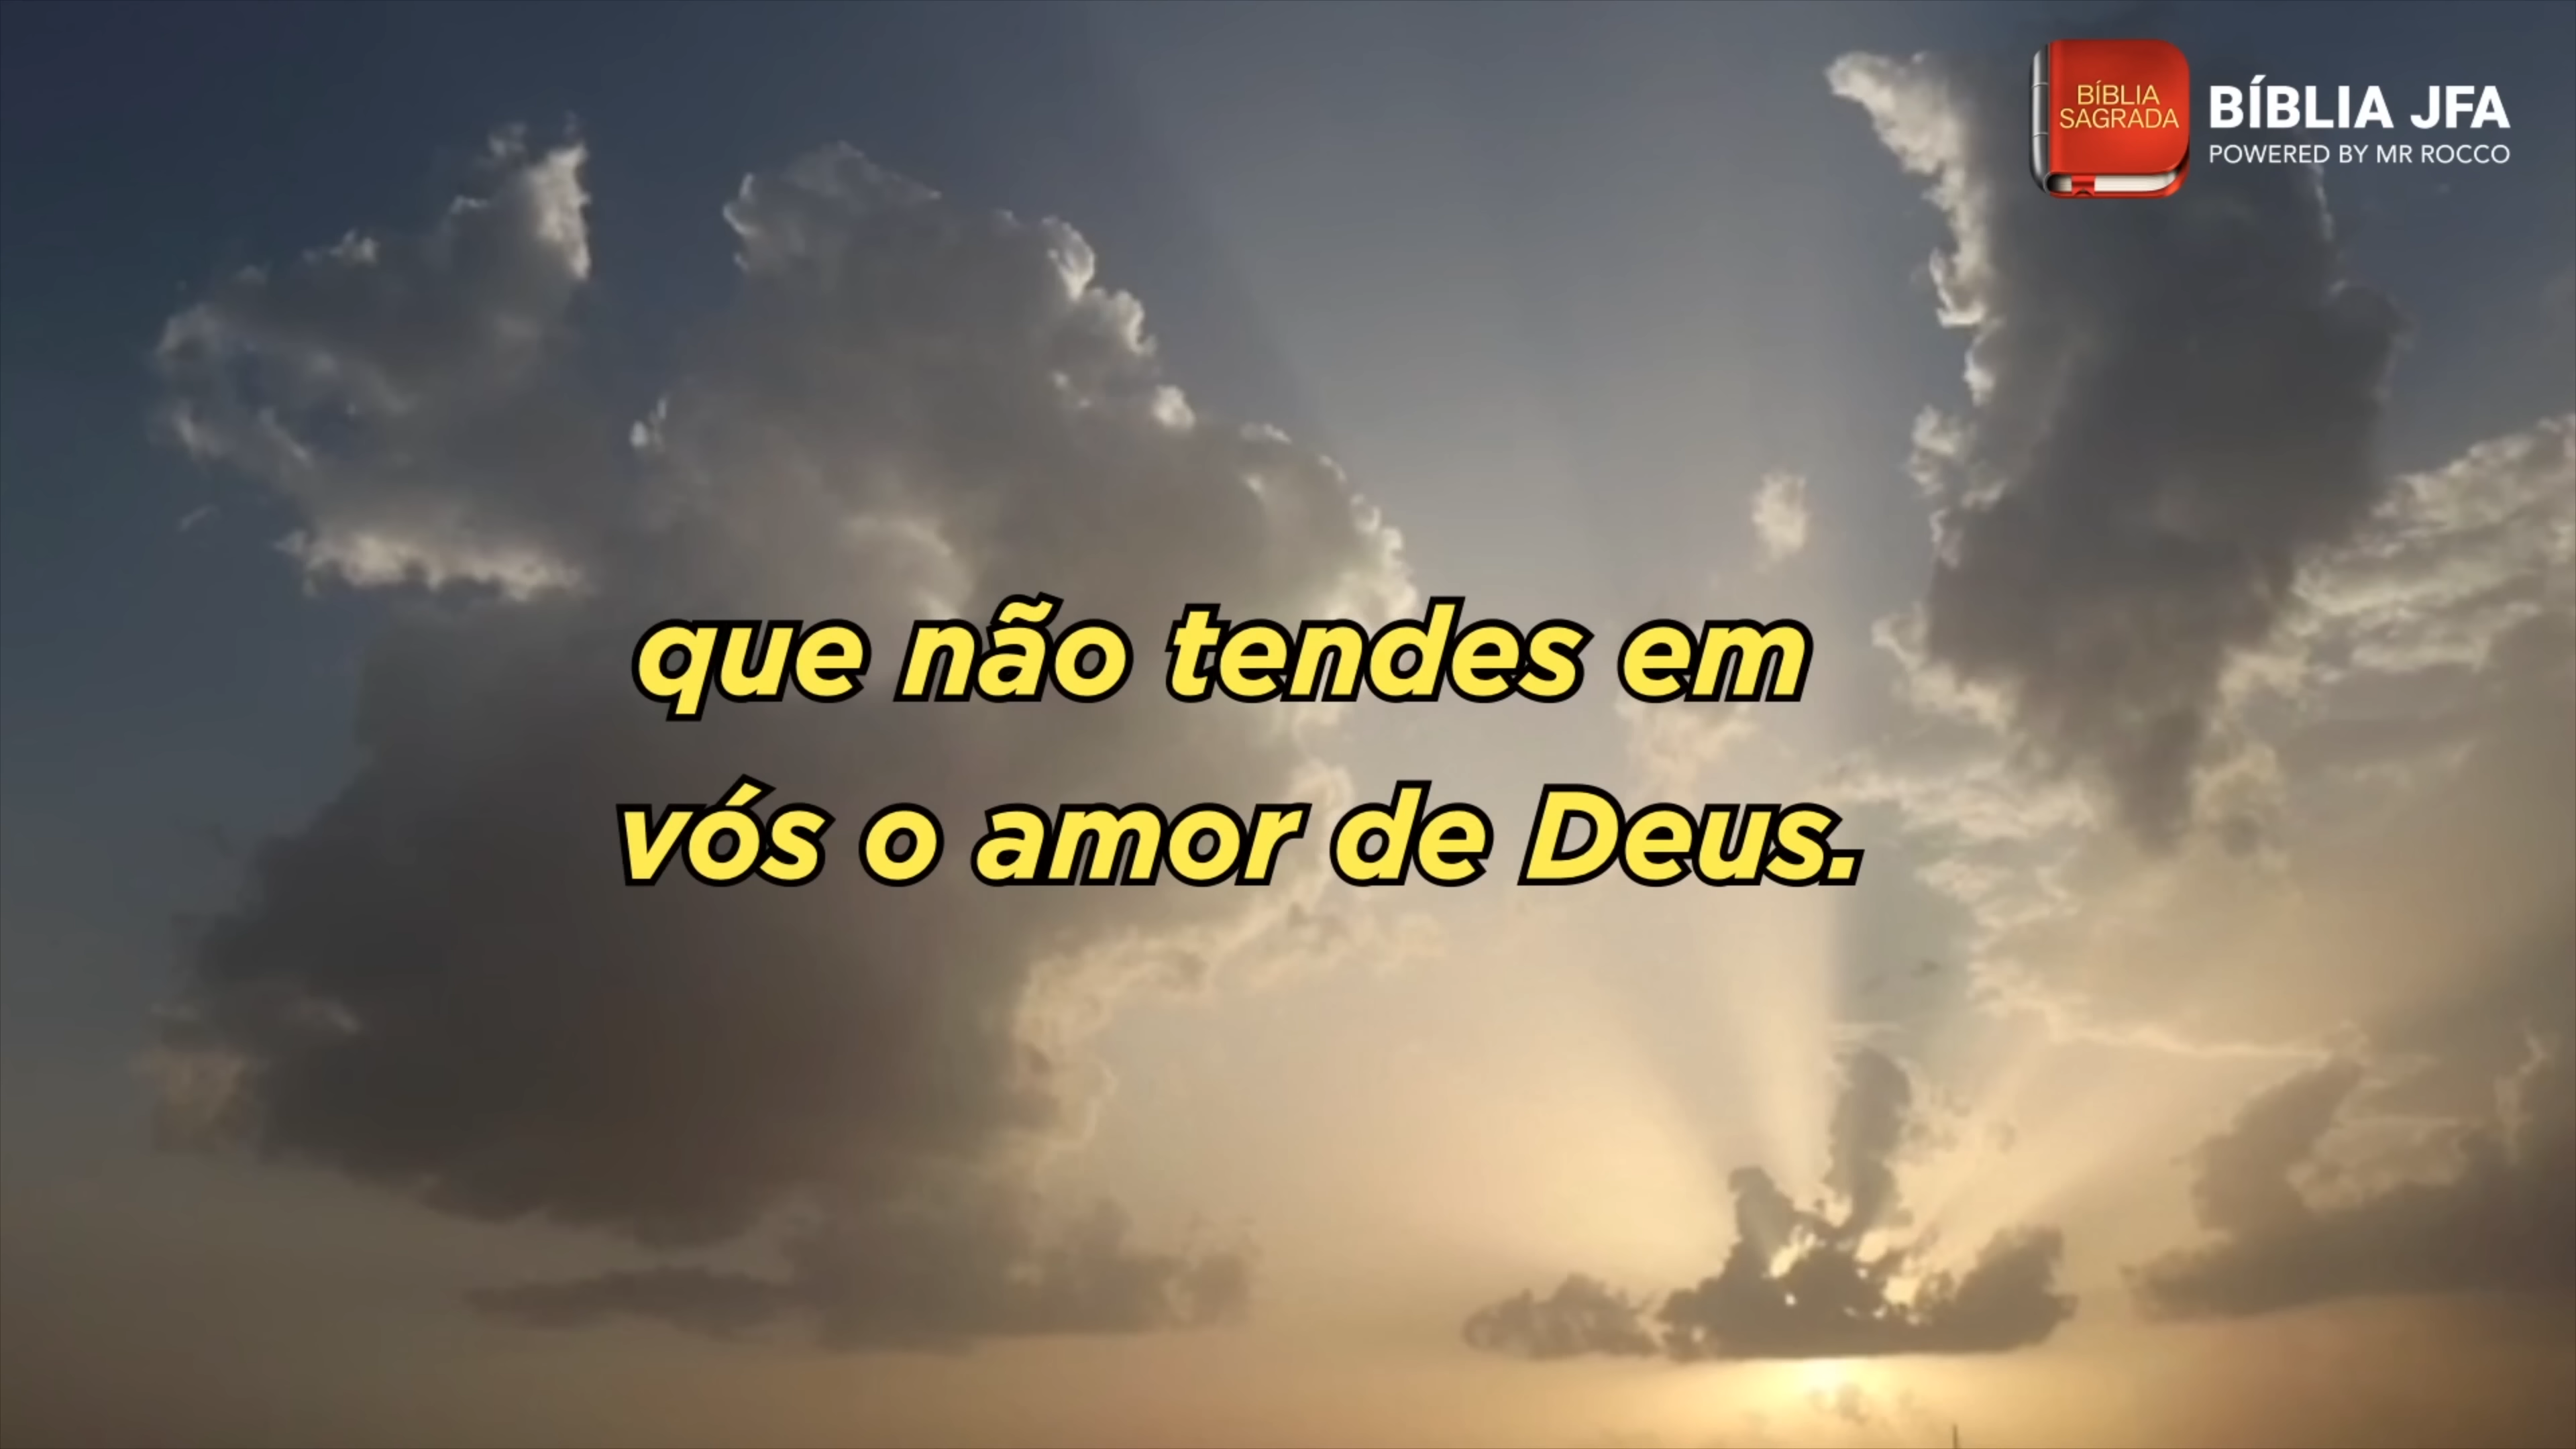 BÍBLIA
SAGRADA
BÍBLIA JFA
POWERED BY MR ROCCO
que não tendes em
vós o amor de Deus.